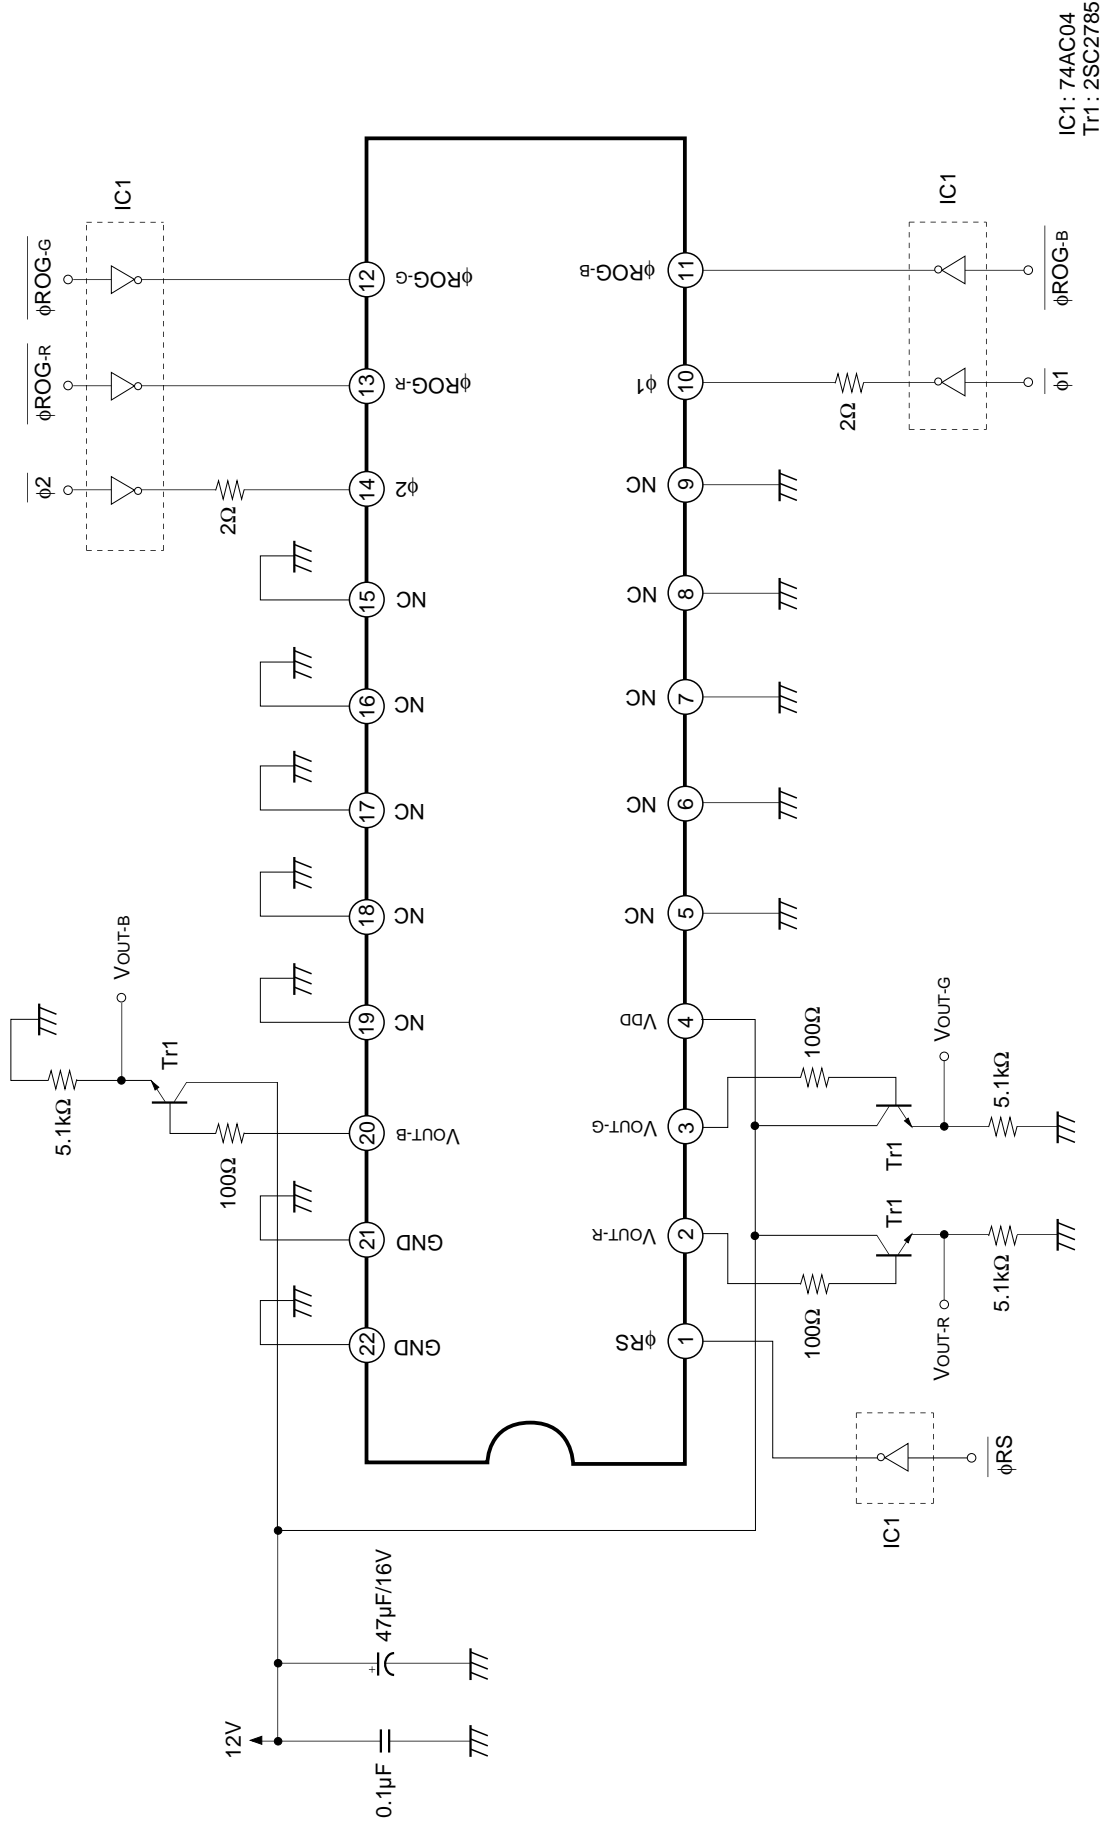 IC1: 74AC04
Tr1: 2SC2785
φROG-G
φROG-R
φ2
IC1
2Ω
VOUT-B
5.1kΩ
Tr1
100Ω
12V
0.1µF
+
47µF/16V
22
21
20
19
18
17
16
15
14
13
12
GND
GND
VOUT-B
NC
NC
NC
NC
NC
φ2
φROG-R
φROG-G
φRS
VOUT-R
VOUT-G
VDD
NC
NC
NC
NC
NC
φ1
φROG-B
1
2
3
4
5
6
7
8
9
10
11
100Ω
100Ω
2Ω
Tr1
Tr1
VOUT-R
VOUT-G
5.1kΩ
5.1kΩ
IC1
φRS
IC1
φ1
φROG-B